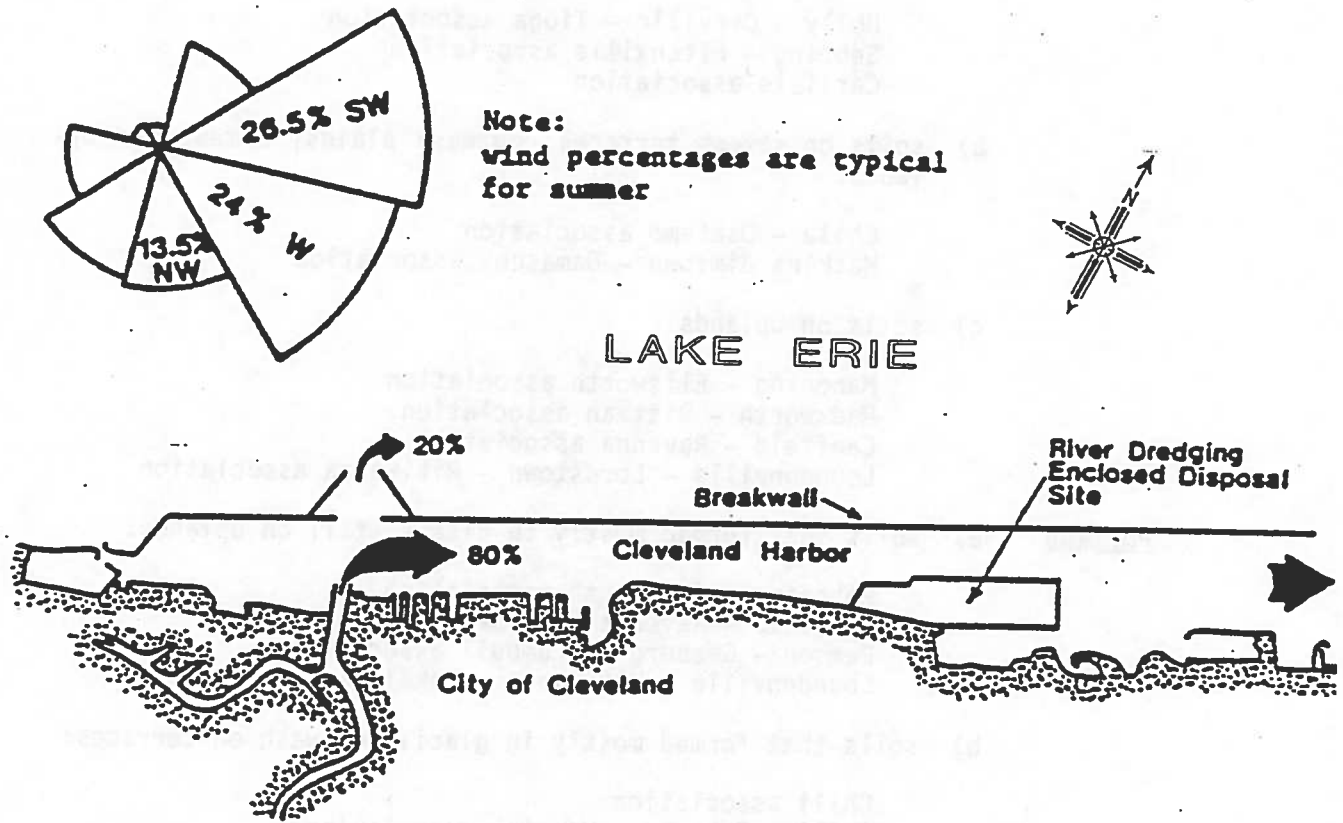 26.5% SW
24% W
13.5%
NW
Note:
wind percentages are typical
for summer
N
LAKE ERIE
20%
River Dredging
Enclosed Disposal
Site
Breakwall
80%
Cleveland Harbor
City of Cleveland